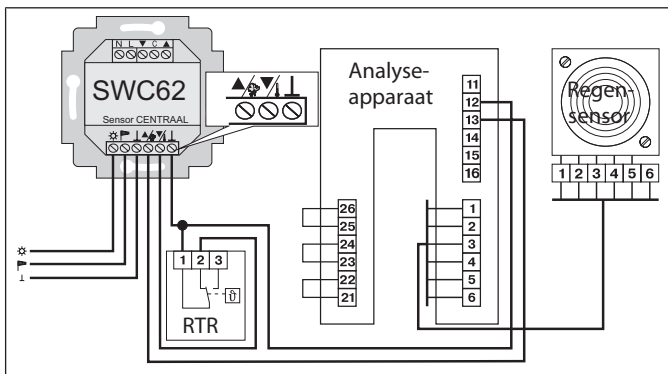 N L ▼ C ▲
SWC62
Sensor CENTRAAL
Analyse-
apparaat
11
12
13
14
15
16
26
25
24
23
22
21
1
2
3
4
5
6
Regen-
sensor
1 2 3 4 5 6
1 2 3
RTR